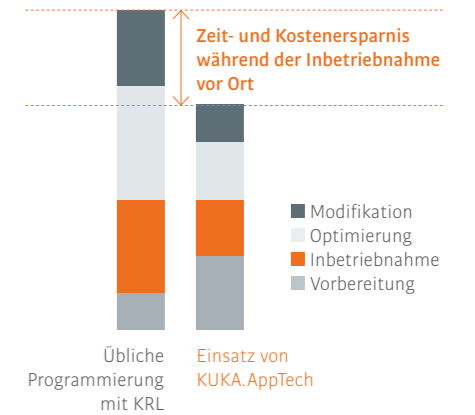 Zeit- und Kostenersparnis
während der Inbetriebnahme
vor Ort
Modifikation
Optimierung
Inbetriebnahme
Vorbereitung
Übliche
Programmierung
mit KRL
Einsatz von
KUKA.AppTech